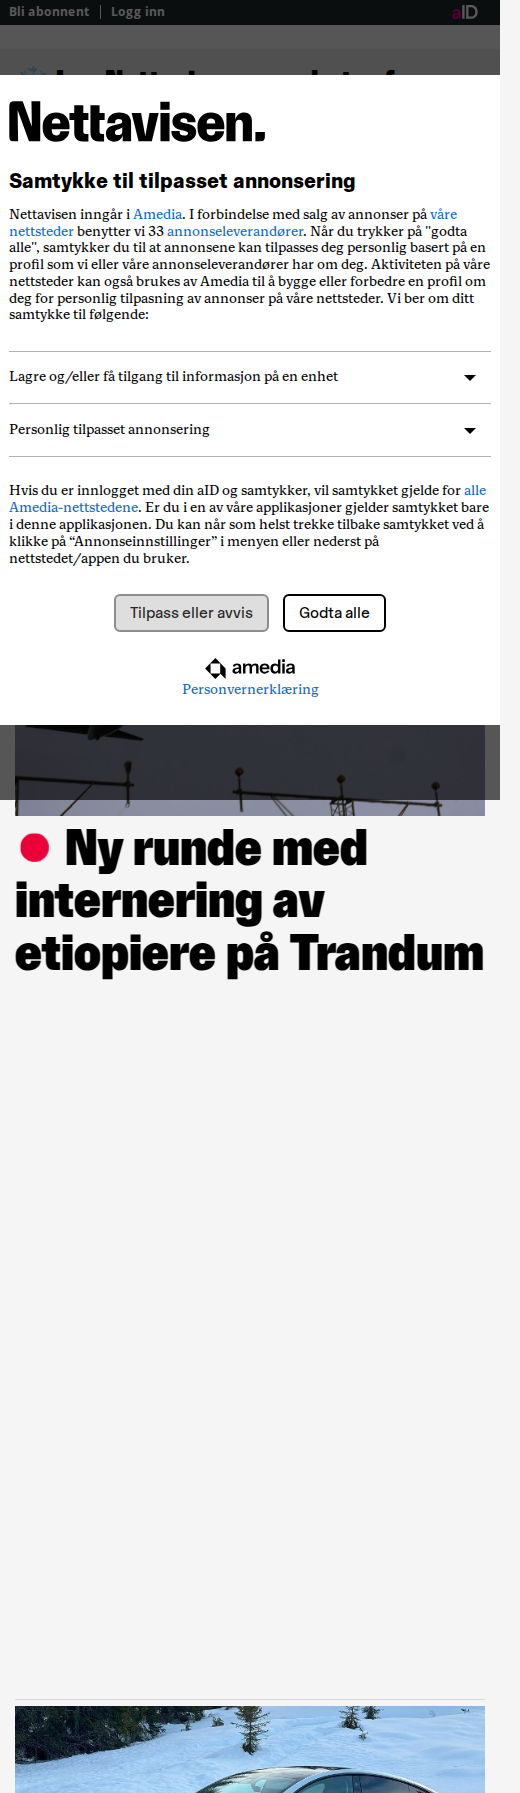 Bli abonnent
Logg inn
aID
Nettavisen.
Samtykke til tilpasset annonsering
Nettavisen inngår i Amedia. I forbindelse med salg av annonser på våre
nettsteder benytter vi 33 annonseleverandører. Når du trykker på "godta
alle", samtykker du til at annonsene kan tilpasses deg personlig basert på en
profil som vi eller våre annonseleverandører har om deg. Aktiviteten på våre
nettsteder kan også brukes av Amedia til å bygge eller forbedre en profil om
deg for personlig tilpasning av annonser på våre nettsteder. Vi ber om ditt
samtykke til følgende:
Lagre og/eller få tilgang til informasjon på en enhet
Personlig tilpasset annonsering
Hvis du er innlogget med din aID og samtykker, vil samtykket gjelde for alle
Amedia-nettstedene. Er du i en av våre applikasjoner gjelder samtykket bare
i denne applikasjonen. Du kan når som helst trekke tilbake samtykket ved å
klikke på “Annonseinnstillinger” i menyen eller nederst på
nettstedet/appen du bruker.
Tilpass eller avvis
Godta alle
amedia
Personvernerklæring
Ny runde med
internering av
etiopiere på Trandum